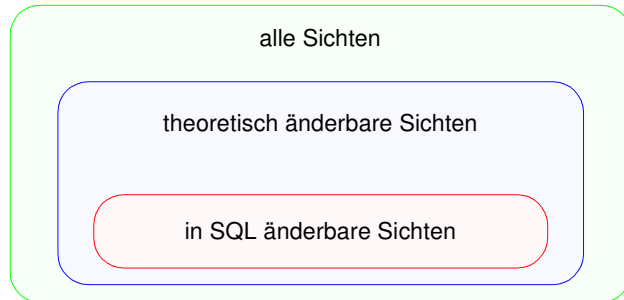 alle Sichten
theoretisch änderbare Sichten
in SQL änderbare Sichten